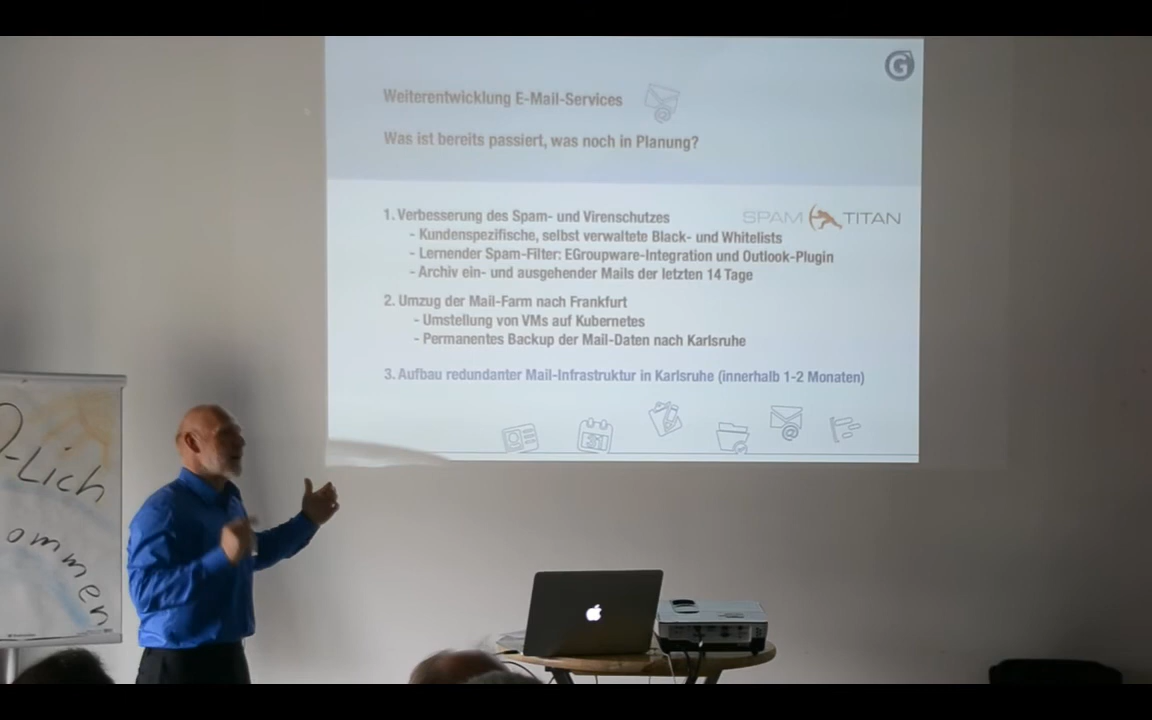 Weiterentwicklung E-Mail-Services
Was ist bereits passiert, was noch in Planung?
1. Verbesserung des Spam- und Virenschutzes
SPAM TITAN
- Kundenspezifische, selbst verwaltete Black- und Whitelists
- Lernender Spam-Filter: EGroupware-Integration und Outlook-Plugin
- Archiv ein- und ausgehender Mails der letzten 14 Tage
2. Umzug der Mail-Farm nach Frankfurt
- Umstellung von VMs auf Kubernetes
- Permanentes Backup der Mail-Daten nach Karlsruhe
3. Aufbau redundanter Mail-Infrastruktur in Karlsruhe (innerhalb 1-2 Monaten)
31
G
-Lich
ommen